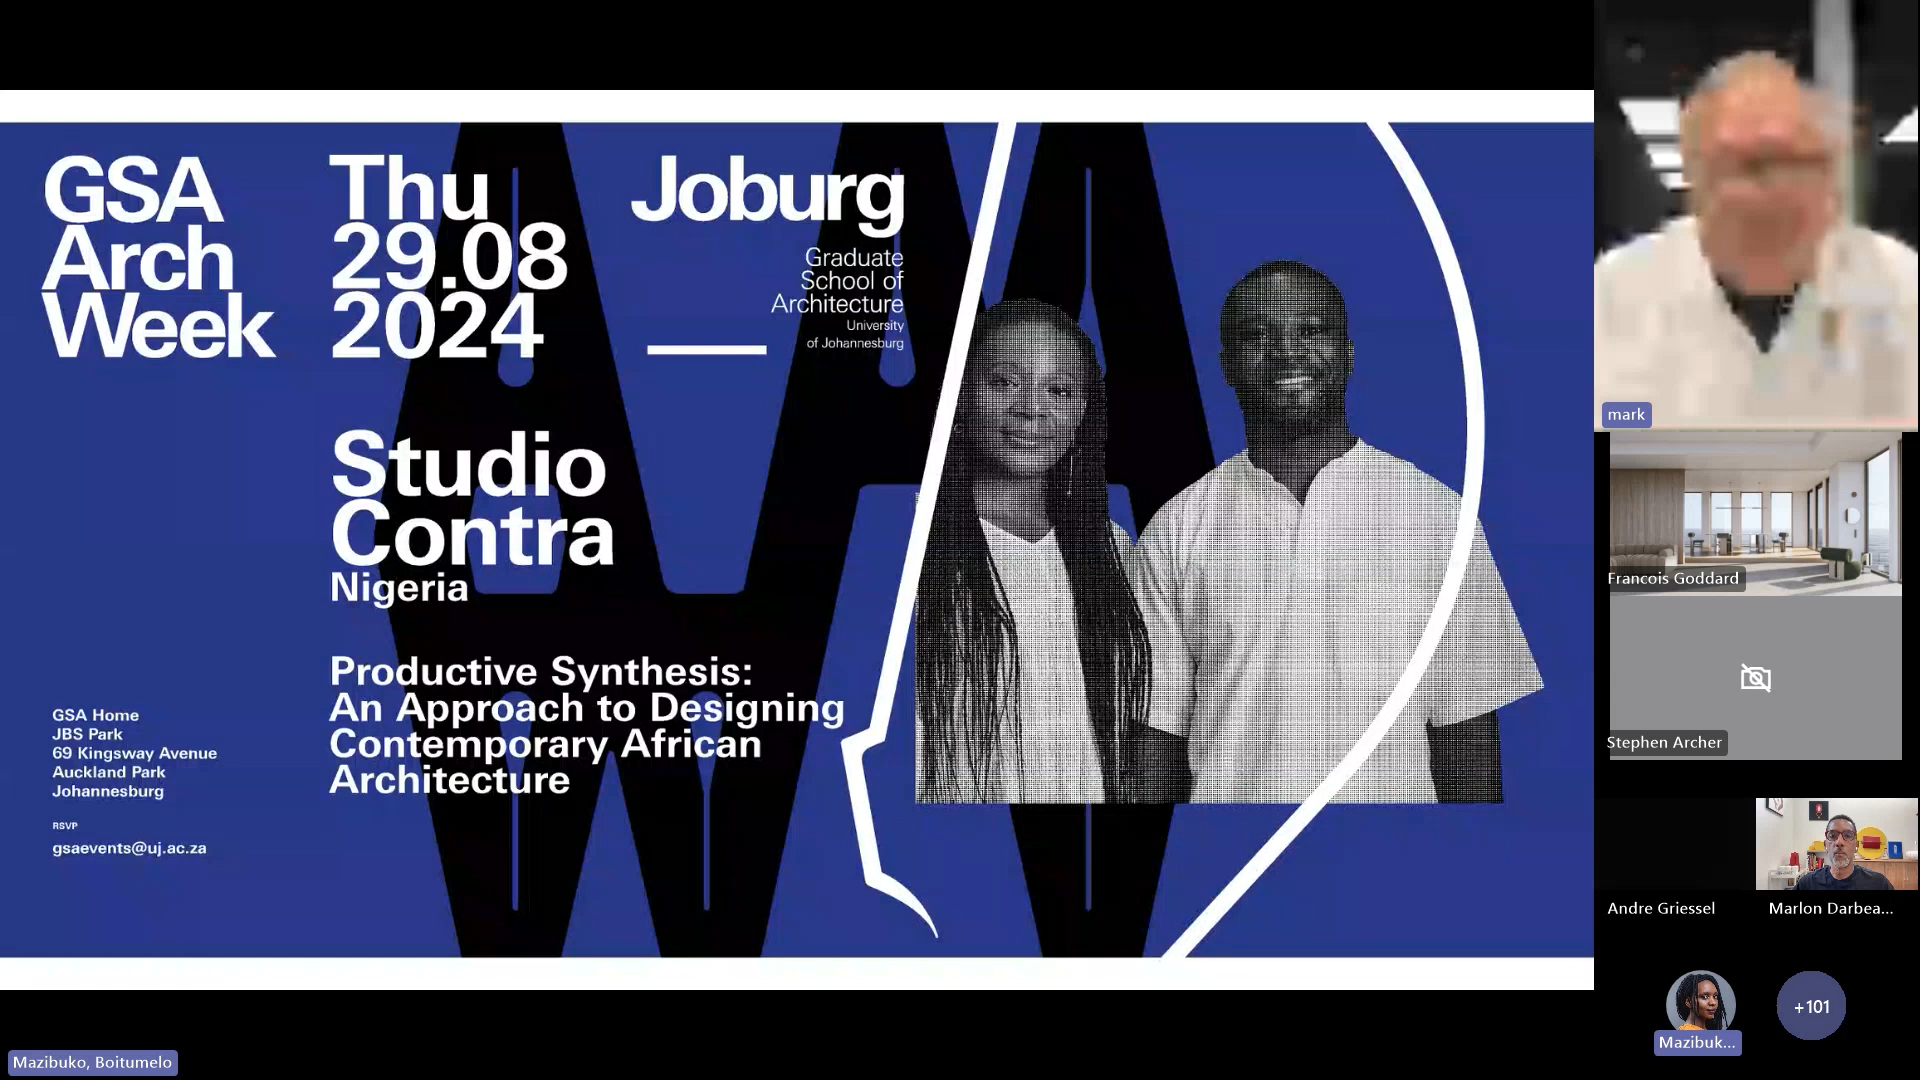 GSA
Arch
Week
Thu
29.08
2024
Joburg
Graduate
School of
Architecture
University
of Johannesburg
Studio
Contra
Nigeria
Productive Synthesis:
An Approach to Designing
Contemporary African
Architecture
GSA Home
JBS Park
69 Kingsway Avenue
Auckland Park
Johannesburg
RSVP
gsaevents@uj.ac.za
mark
Francois Goddard
Stephen Archer
Andre Griessel
Marlon Darbea...
Mazibuk...
+101
Mazibuko, Boitumelo